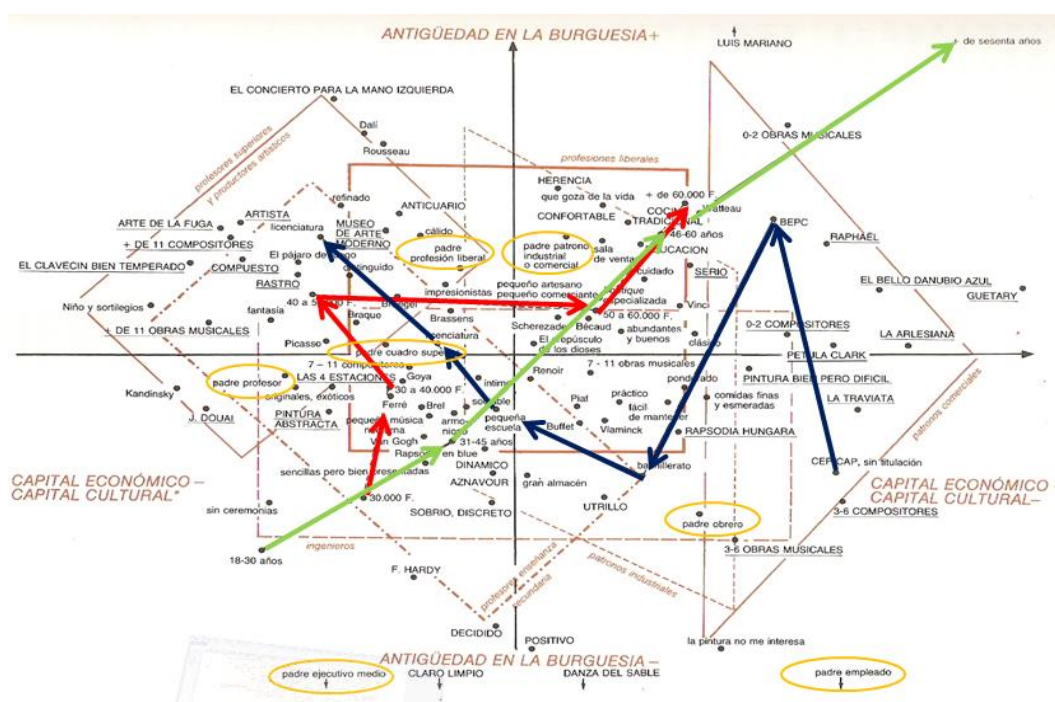 ANTIGÜEDAD EN LA BURGUESIA+
LUIS MARIANO
+ de sesenta años
EL CONCIERTO PARA LA MANO IZQUIERDA
Dalí
Rousseau
0-2 OBRAS MUSICALES
profesores superiores
y productores artísticos
profesiones liberales
HERENCIA
que goza de la vida
+ de 60.000 F.
refinado
ANTICUARIO
CONFORTABLE
TRADICIONAL
Watteau
BEPC
ARTE DE LA FUGA
ARTISTA
licenciatura
MUSEO
DE ARTE
MODERNO
cálido
46-60 años
+ DE 11 COMPOSITORES
padre
profesión liberal
padre patrono
industrial
o comercial
sala
de ventas
RAPHAËL
EL CLAVECIN BIEN TEMPERADO
COMPUESTO
El pájaro de fuego
distinguido
RASTRO
cuidado
SERIO
impresionistas
pequeño artesano
pequeño comerciante
especializada
EL BELLO DANUBIO AZUL
GUETARY
Niño y sortilegios
fantasía
Braque
Brassens
licenciatura
Scherezade
Bécaud
50 a 60.000 F.
Vinci
+ DE 11 OBRAS MUSICALES
El crepúsculo
de los dioses
abundantes
y buenos
clásico
0-2 COMPOSITORES
LA ARLESIANA
Picasso
padre cuadro superior
PETULA CLARK
7 - 11 compositores
7 - 11 obras musicales
padre profesor
LAS 4 ESTACIONES
Goya
íntimo
Renoir
ponderado
PINTURA BIEN PERO DIFICIL
Kandinsky
originales, exóticos
30 a 40.000 F.
práctico
comidas finas
y esmeradas
LA TRAVIATA
J. DOUAI
PINTURA
ABSTRACTA
Ferré
Brel
pequeña
escuela
Piaf
fácil
de mantener
pequeña música
nocturna
armonioso
Buffet
Vlaminck
RAPSODIA HUNGARA
Van Gogh
31-45 años
patronos comerciales
Rapsodia en blue
sencillas pero bien presentadas
DINAMICO
AZNAVOUR
gran almacén
bachillerato
CEP, CAP, sin titulación
CAPITAL ECONÓMICO –
CAPITAL CULTURAL+
CAPITAL ECONÓMICO
CAPITAL CULTURAL–
30.000 F.
sin ceremonias
SOBRIO, DISCRETO
UTRILLO
3-6 COMPOSITORES
padre obrero
18-30 años
ingenieros
3-6 OBRAS MUSICALES
F. HARDY
profesores enseñanza
secundaria
patronos industriales
DECIDIDO
POSITIVO
la pintura no me interesa
ANTIGÜEDAD EN LA BURGUESIA –
padre ejecutivo medio
CLARO LIMPIO
DANZA DEL SABLE
padre empleado